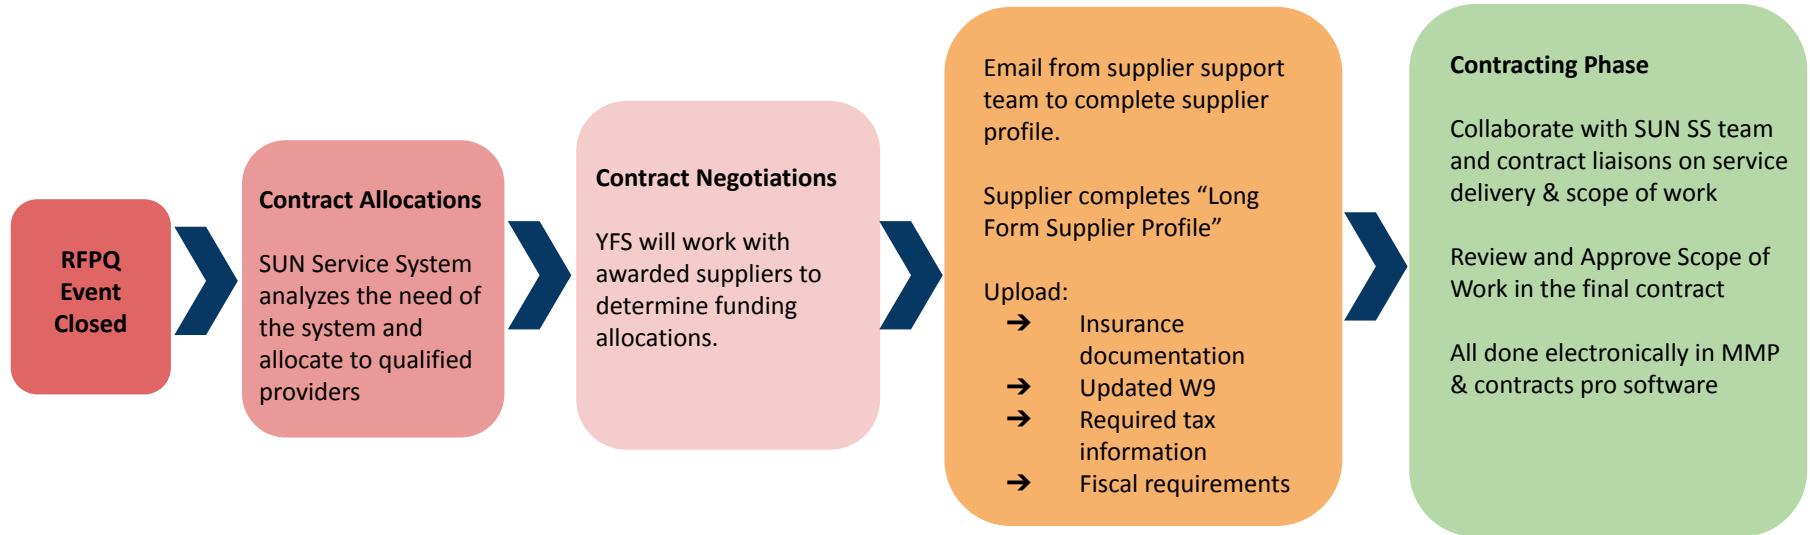 RFPQ
Event
Closed
Contract Allocations
SUN Service System
analyzes the need of
the system and
allocate to qualified
providers
Contract Negotiations
YFS will work with
awarded suppliers to
determine funding
allocations.
Email from supplier support
team to complete supplier
profile.
Supplier completes “Long
Form Supplier Profile”
Upload:
➔ Insurance
documentation
➔ Updated W9
➔ Required tax
information
➔ Fiscal requirements
Contracting Phase
Collaborate with SUN SS team
and contract liaisons on service
delivery & scope of work
Review and Approve Scope of
Work in the final contract
All done electronically in MMP
& contracts pro software